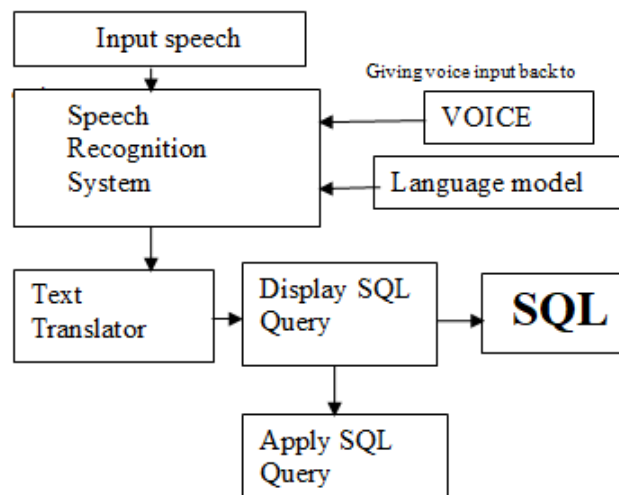 Input speech
Giving voice input back to
VOICE
Speech
Recognition
System
Language model
Text
Translator
Display SQL
Query
SQL
Apply SQL
Query